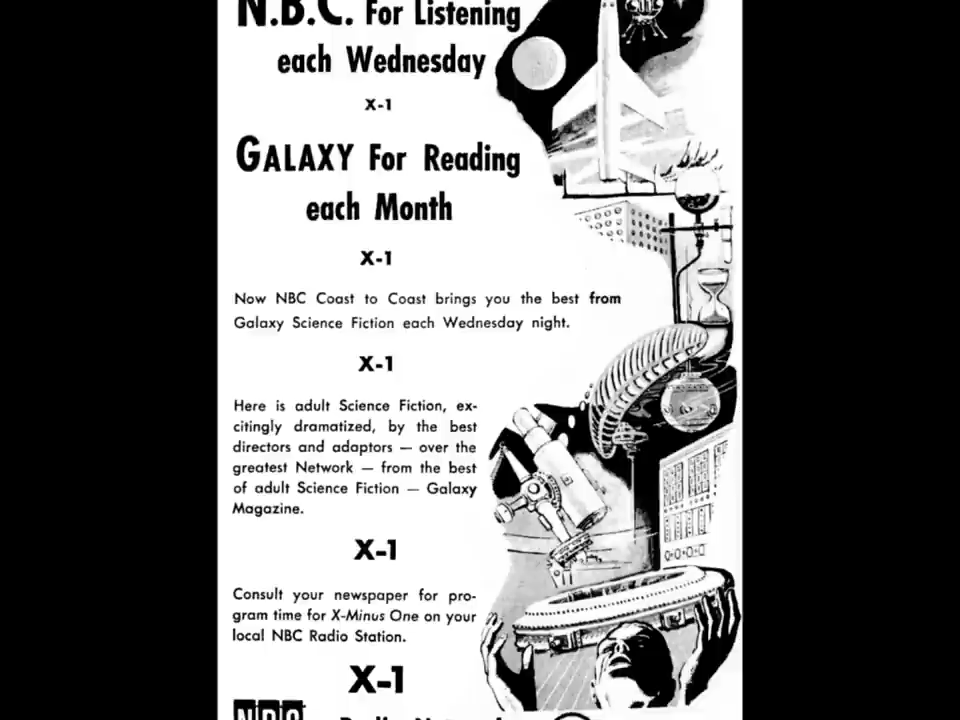 N.B.C. For Listening
each Wednesday
X-1
GALAXY For Reading
each Month
X-1
Now NBC Coast to Coast brings you the best from
Galaxy Science Fiction each Wednesday night.
X-1
Here is adult Science Fiction, ex-
citingly dramatized, by the best
directors and adaptors — over the
greatest Network — from the best
of adult Science Fiction — Galaxy
Magazine.
X-1
Consult your newspaper for pro-
gram time for X-Minus One on your
local NBC Radio Station.
X-1
NBC Radio Network